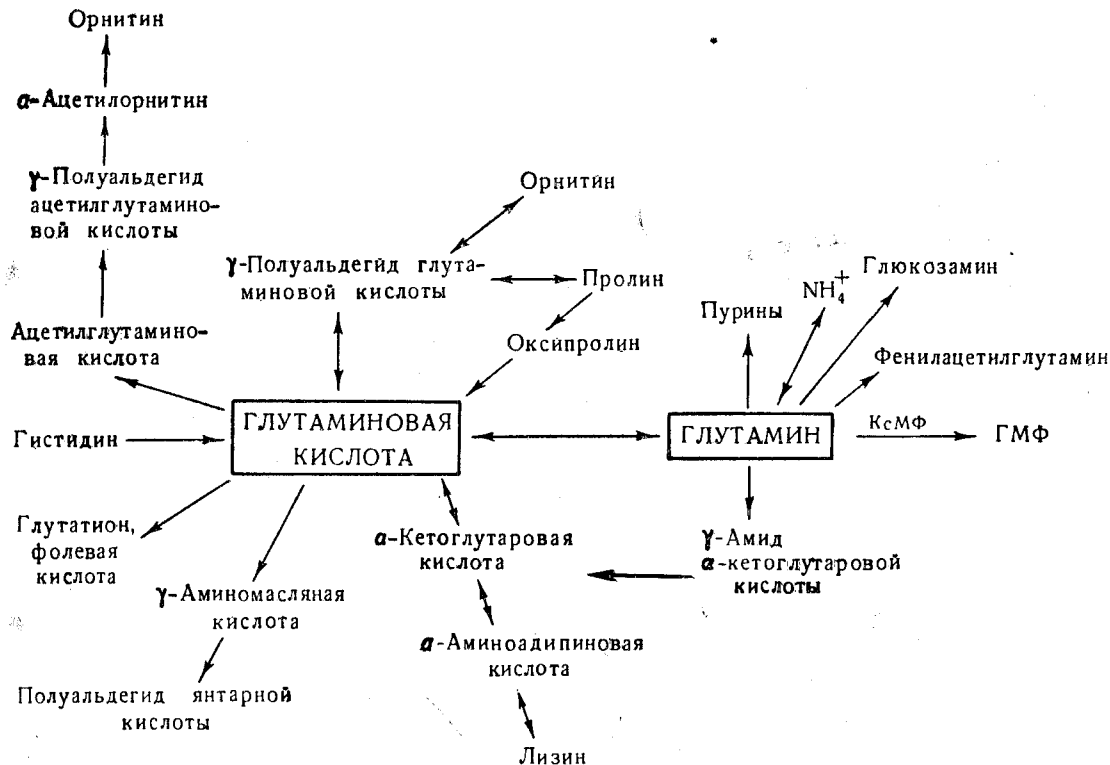 Орнитин
α-Ацетилорнитин
γ-Полуальдегид
ацетилглутамино-
вой кислоты
Ацетилглутамино-
вая кислота
Орнитин
γ-Полуальдегид глута-
миновой кислоты
Пролин
Оксипролин
Пурины
NH₄⁺
Глюкозамин
Фенилацетилглутамин
ГЛУТАМИНОВАЯ
КИСЛОТА
ГЛУТАМИН
КсМФ
ГМФ
Гистидин
Глутатион,
фолевая
кислота
γ-Аминомасляная
кислота
Полуальдегид янтарной
кислоты
α-Кетоглутаровая
кислота
α-Аминоадипиновая
кислота
Лизин
γ-Амид
α-кетоглутаровой
кислоты